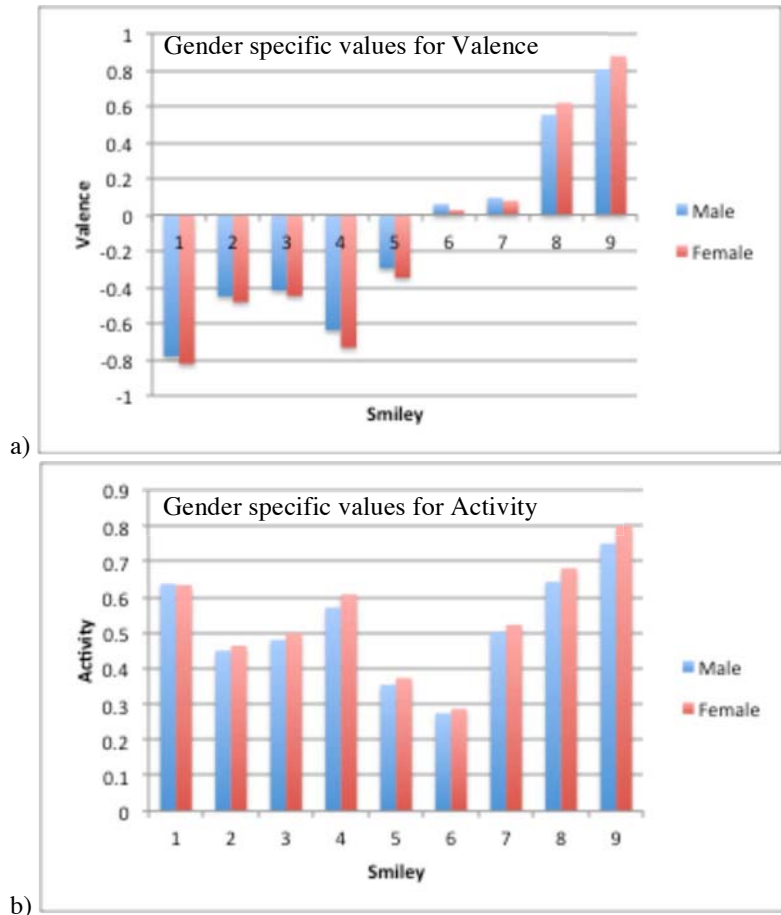 Gender specific values for Valence
1
0.8
0.6
0.4
0.2
0
-0.2
-0.4
-0.6
-0.8
-1
Valence
1 2 3 4 5 6 7 8 9
Smiley
Male
Female
a)
Gender specific values for Activity
0.9
0.8
0.7
0.6
0.5
0.4
0.3
0.2
0.1
0
Activity
1 2 3 4 5 6 7 8 9
Smiley
Male
Female
b)